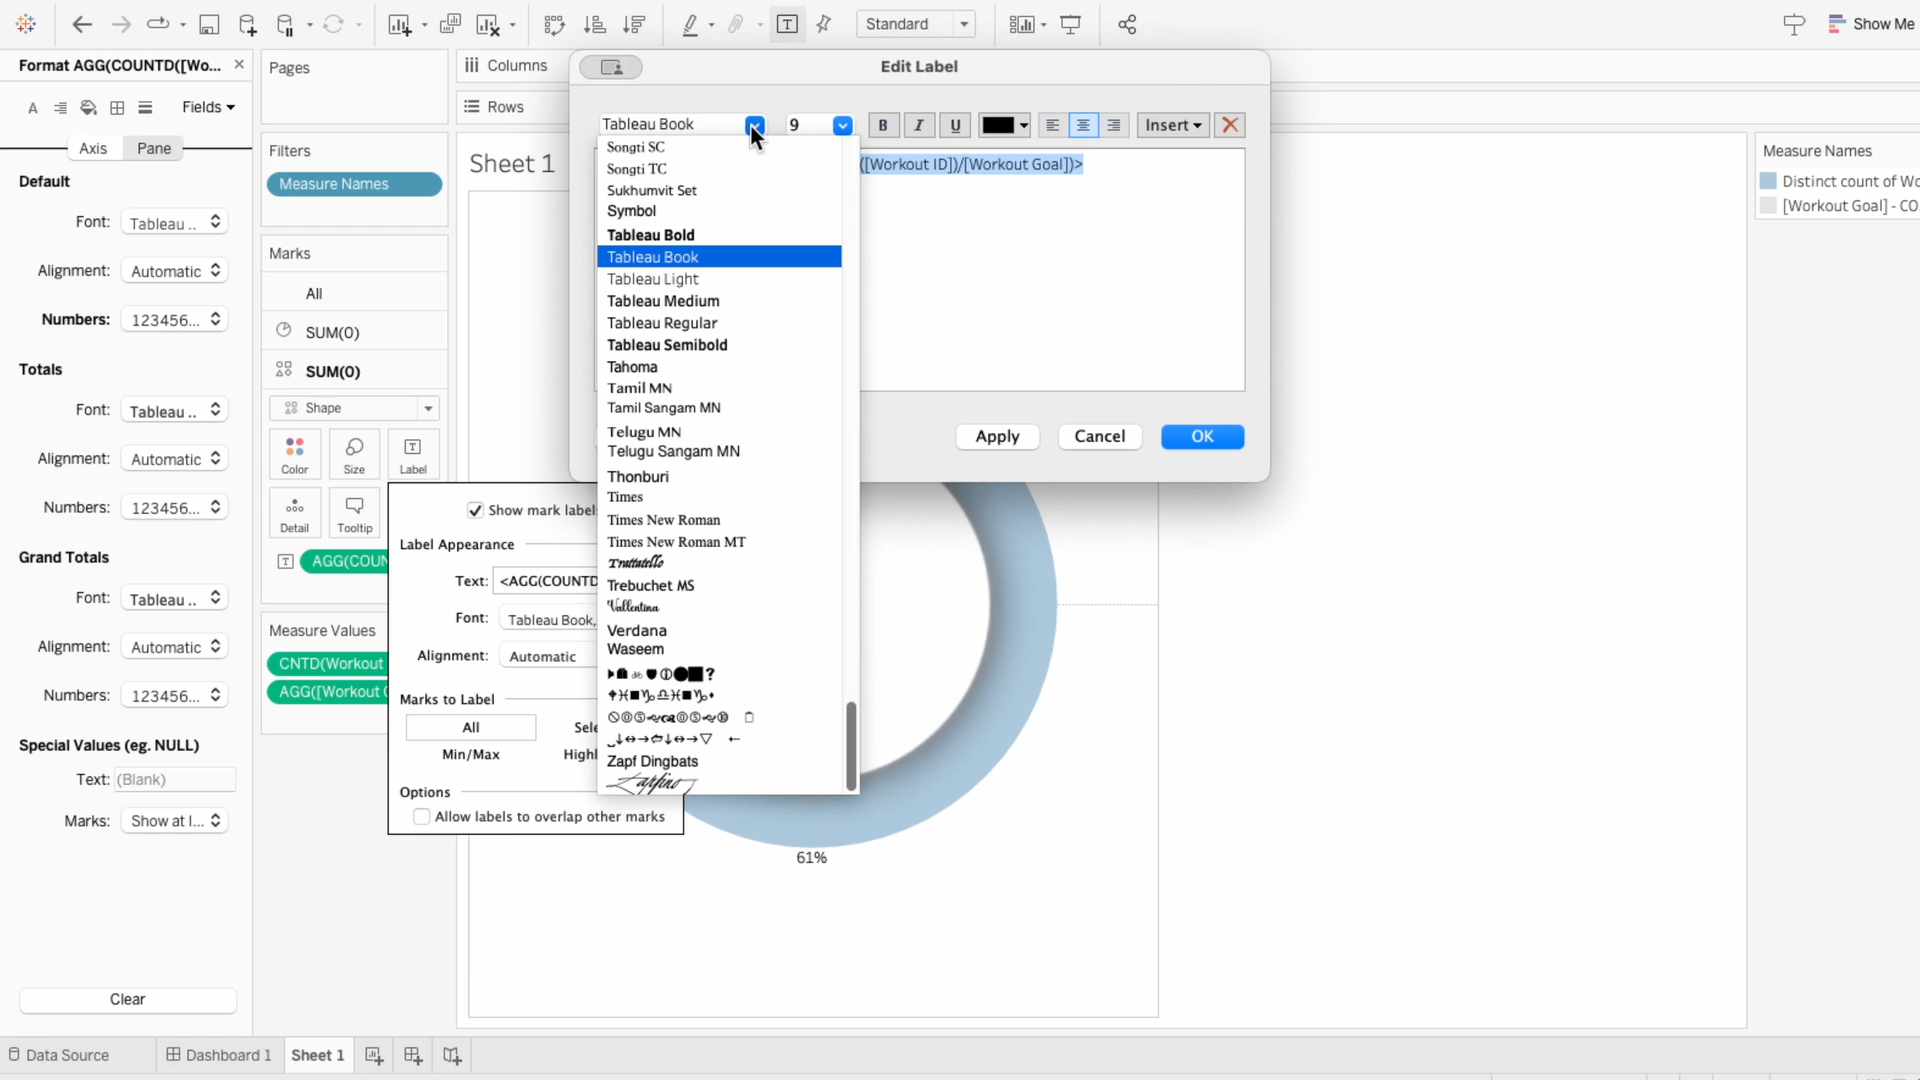 Standard
Show Me
Format AGG(COUNTD([Wo...
Fields
Axis
Pane
Default
Font: Tableau ..
Alignment: Automatic
Numbers: 123456...
Totals
Font: Tableau ..
Alignment: Automatic
Numbers: 123456...
Grand Totals
Font: Tableau ..
Alignment: Automatic
Numbers: 123456...
Special Values (eg. NULL)
Text: (Blank)
Marks: Show at l...
Clear
Pages
Filters
Measure Names
Marks
All
SUM(0)
SUM(0)
Shape
Color
Size
Label
Detail
Tooltip
AGG(COUN
Measure Values
CNTD(Workout
AGG([Workout G
Columns
Rows
Sheet 1
Edit Label
Tableau Book
9
B
I
U
Insert
([Workout ID])/[Workout Goal])>
Songti SC
Songti TC
Sukhumvit Set
Symbol
Tableau Bold
Tableau Book
Tableau Light
Tableau Medium
Tableau Regular
Tableau Semibold
Tahoma
Tamil MN
Tamil Sangam MN
Telugu MN
Telugu Sangam MN
Thonburi
Times
Times New Roman
Times New Roman MT
Trattatello
Trebuchet MS
Vallentina
Verdana
Waseem
Zapf Dingbats
Zapfino
Apply
Cancel
OK
Show mark labels
Label Appearance
Text: <AGG(COUNTD
Font: Tableau Book,
Alignment: Automatic
Marks to Label
All
Sele
Min/Max
Highl
Options
Allow labels to overlap other marks
61%
Measure Names
Distinct count of Wo
[Workout Goal] - CO
Data Source
Dashboard 1
Sheet 1